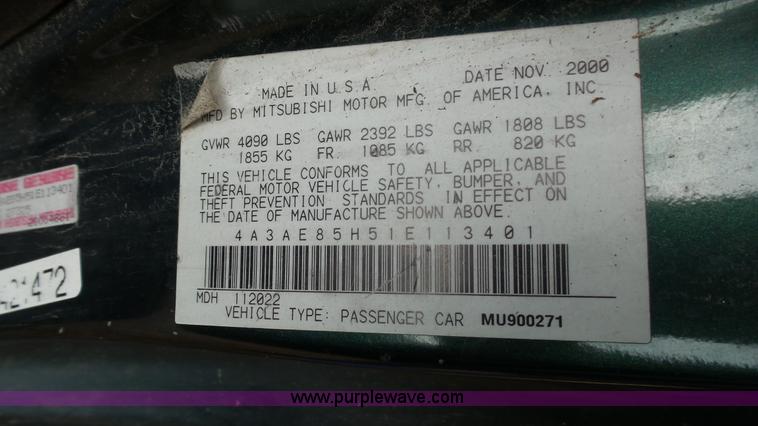 MADE IN U.S.A. DATE NOV. 2000
MFD BY MITSUBISHI MOTOR MFG. OF AMERICA, INC.
GVWR 4090 LBS GAWR 2392 LBS GAWR 1808 LBS
1855 KG FR. 1085 KG RR. 820 KG
THIS VEHICLE CONFORMS TO ALL APPLICABLE
FEDERAL MOTOR VEHICLE SAFETY, BUMPER, AND
THEFT PREVENTION STANDARDS IN EFFECT ON
THE DATE OF MANUFACTURE SHOWN ABOVE.
4A3AE85H51E113401
MDH 112022
VEHICLE TYPE: PASSENGER CAR MU900271
21472
www.purplewave.com